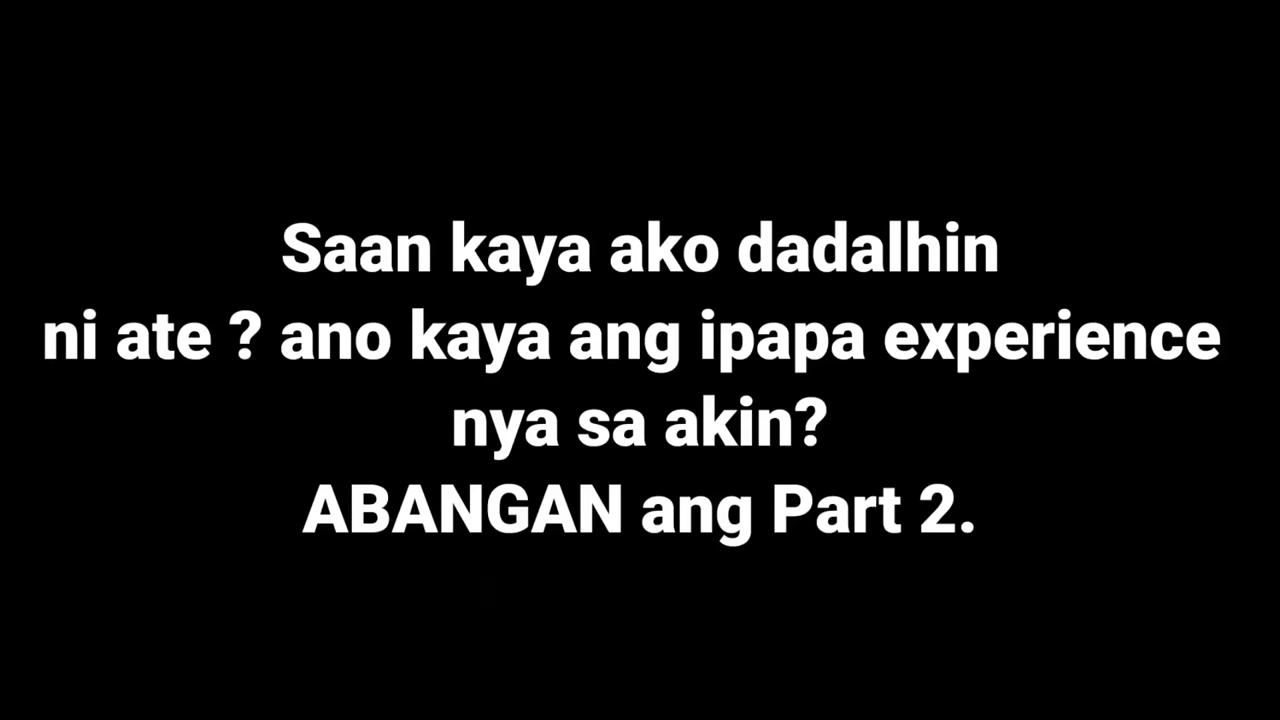 Saan kaya ako dadalhin
ni ate ? ano kaya ang ipapa experience
nya sa akin?
ABANGAN ang Part 2.